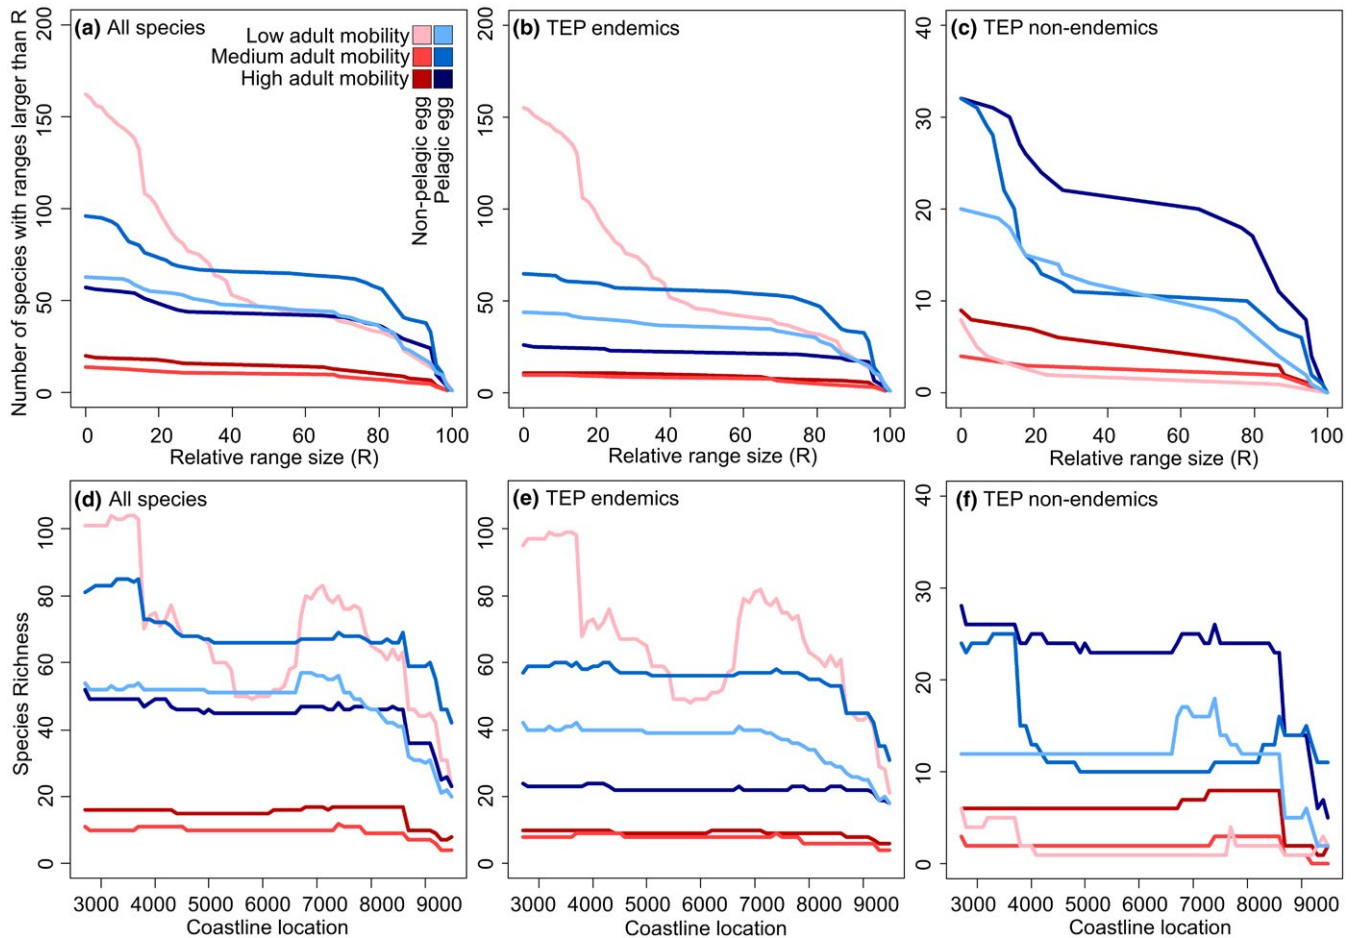 (a) All species
Low adult mobility
Medium adult mobility
High adult mobility
Non-pelagic egg
Pelagic egg
Number of species with ranges larger than R
0 50 100 150 200
0 20 40 60 80 100
Relative range size (R)
(b) TEP endemics
0 50 100 150 200
0 20 40 60 80 100
Relative range size (R)
(c) TEP non-endemics
0 10 20 30 40
0 20 40 60 80 100
Relative range size (R)
(d) All species
Species Richness
0 20 40 60 80 100
3000 4000 5000 6000 7000 8000 9000
Coastline location
(e) TEP endemics
0 20 40 60 80 100
3000 4000 5000 6000 7000 8000 9000
Coastline location
(f) TEP non-endemics
0 10 20 30 40
3000 4000 5000 6000 7000 8000 9000
Coastline location